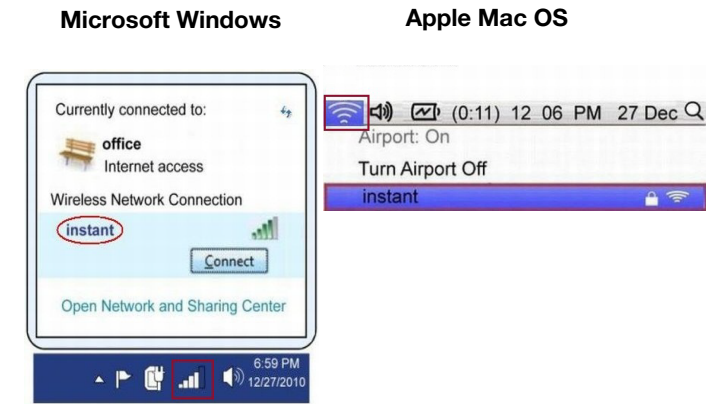 Microsoft Windows
Apple Mac OS
Currently connected to:
office
Internet access
Wireless Network Connection
instant
Connect
Open Network and Sharing Center
6:59 PM
12/27/2010
(0:11) 12 06 PM 27 Dec
Airport: On
Turn Airport Off
instant